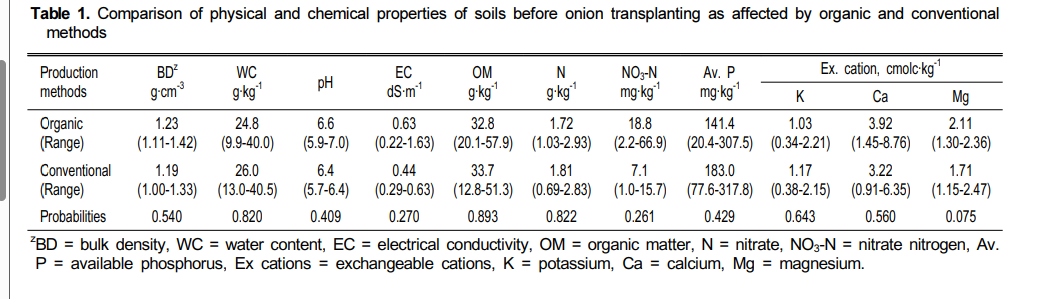 Table 1. Comparison of physical and chemical properties of soils before onion transplanting as affected by organic and conventional
methods
Production methods BDᶻ g·cm⁻³ WC g·kg⁻¹ pH EC dS·m⁻¹ OM g·kg⁻¹ N g·kg⁻¹ NO₃-N mg·kg⁻¹ Av. P mg·kg⁻¹ Ex. cation, cmolc·kg⁻¹
K Ca Mg
Organic 1.23 24.8 6.6 0.63 32.8 1.72 18.8 141.4 1.03 3.92 2.11
(Range) (1.11-1.42) (9.9-40.0) (5.9-7.0) (0.22-1.63) (20.1-57.9) (1.03-2.93) (2.2-66.9) (20.4-307.5) (0.34-2.21) (1.45-8.76) (1.30-2.36)
Conventional 1.19 26.0 6.4 0.44 33.7 1.81 7.1 183.0 1.17 3.22 1.71
(Range) (1.00-1.33) (13.0-40.5) (5.7-6.4) (0.29-0.63) (12.8-51.3) (0.69-2.83) (1.0-15.7) (77.6-317.8) (0.38-2.15) (0.91-6.35) (1.15-2.47)
Probabilities 0.540 0.820 0.409 0.270 0.893 0.822 0.261 0.429 0.643 0.560 0.075
ᶻBD = bulk density, WC = water content, EC = electrical conductivity, OM = organic matter, N = nitrate, NO₃-N = nitrate nitrogen, Av.
P = available phosphorus, Ex cations = exchangeable cations, K = potassium, Ca = calcium, Mg = magnesium.